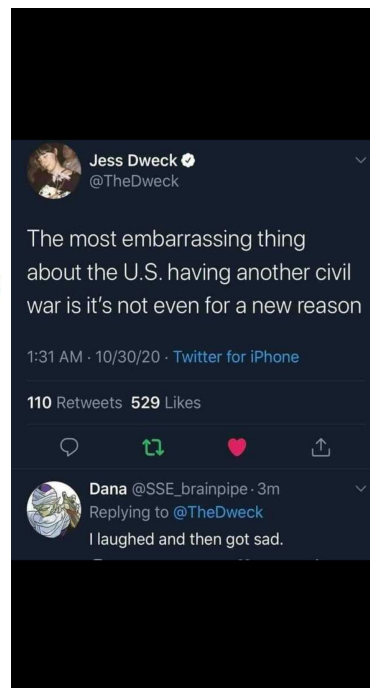 Jess Dweck
@TheDweck
The most embarrassing thing
about the U.S. having another civil
war is it's not even for a new reason
1:31 AM · 10/30/20 · Twitter for iPhone
110 Retweets 529 Likes
Dana @SSE_brainpipe · 3m
Replying to @TheDweck
I laughed and then got sad.